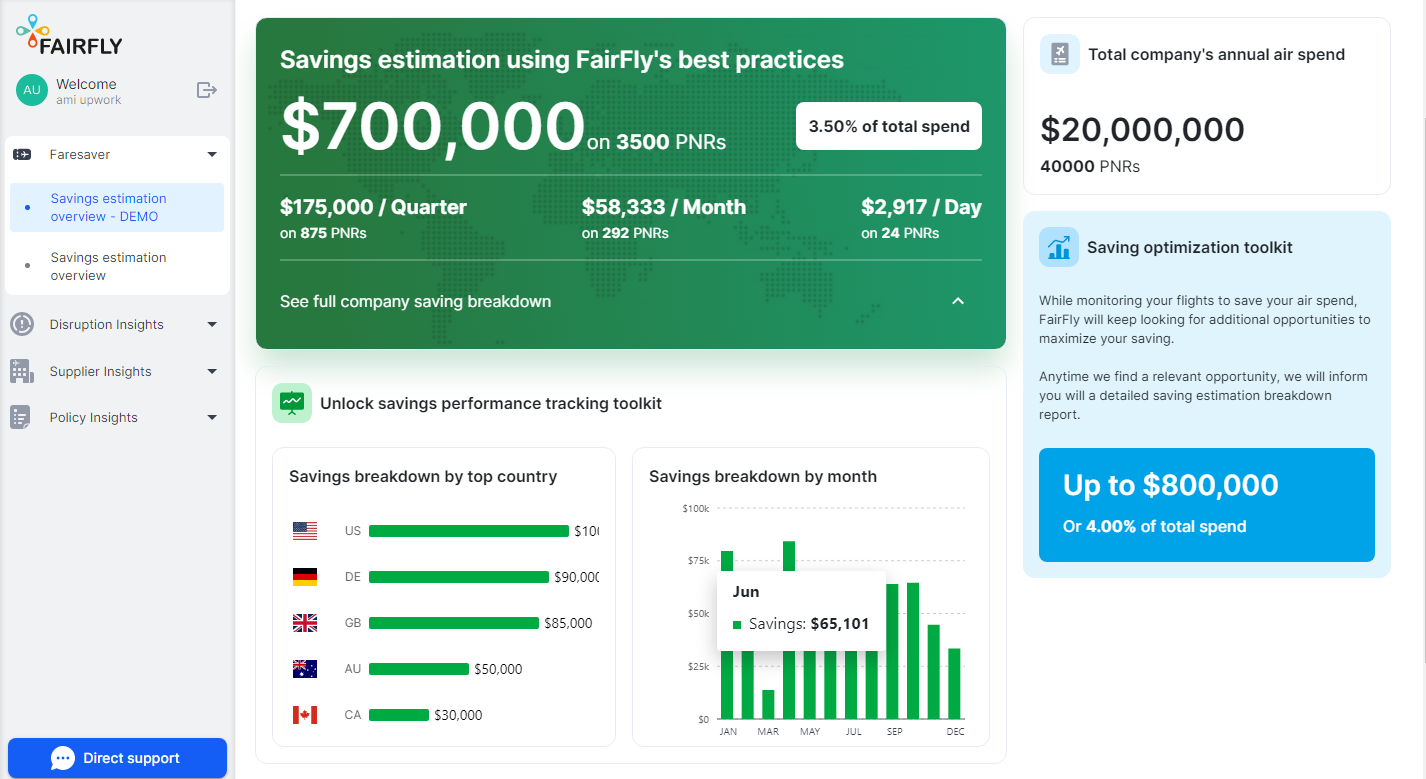 FAIRFLY
AU
Welcome
ami upwork
Faresaver
Savings estimation
overview - DEMO
Savings estimation
overview
Disruption Insights
Supplier Insights
Policy Insights
Direct support
Savings estimation using FairFly's best practices
$700,000 on 3500 PNRs
3.50% of total spend
$175,000 / Quarter
on 875 PNRs
$58,333 / Month
on 292 PNRs
$2,917 / Day
on 24 PNRs
See full company saving breakdown
Unlock savings performance tracking toolkit
Savings breakdown by top country
US $100
DE $90,000
GB $85,000
AU $50,000
CA $30,000
Savings breakdown by month
$100k
$75k
$50k
$25k
$0
Jun
Savings: $65,101
JAN MAR MAY JUL SEP DEC
Total company's annual air spend
$20,000,000
40000 PNRs
Saving optimization toolkit
While monitoring your flights to save your air spend,
FairFly will keep looking for additional opportunities to
maximize your saving.
Anytime we find a relevant opportunity, we will inform
you will a detailed saving estimation breakdown
report.
Up to $800,000
Or 4.00% of total spend